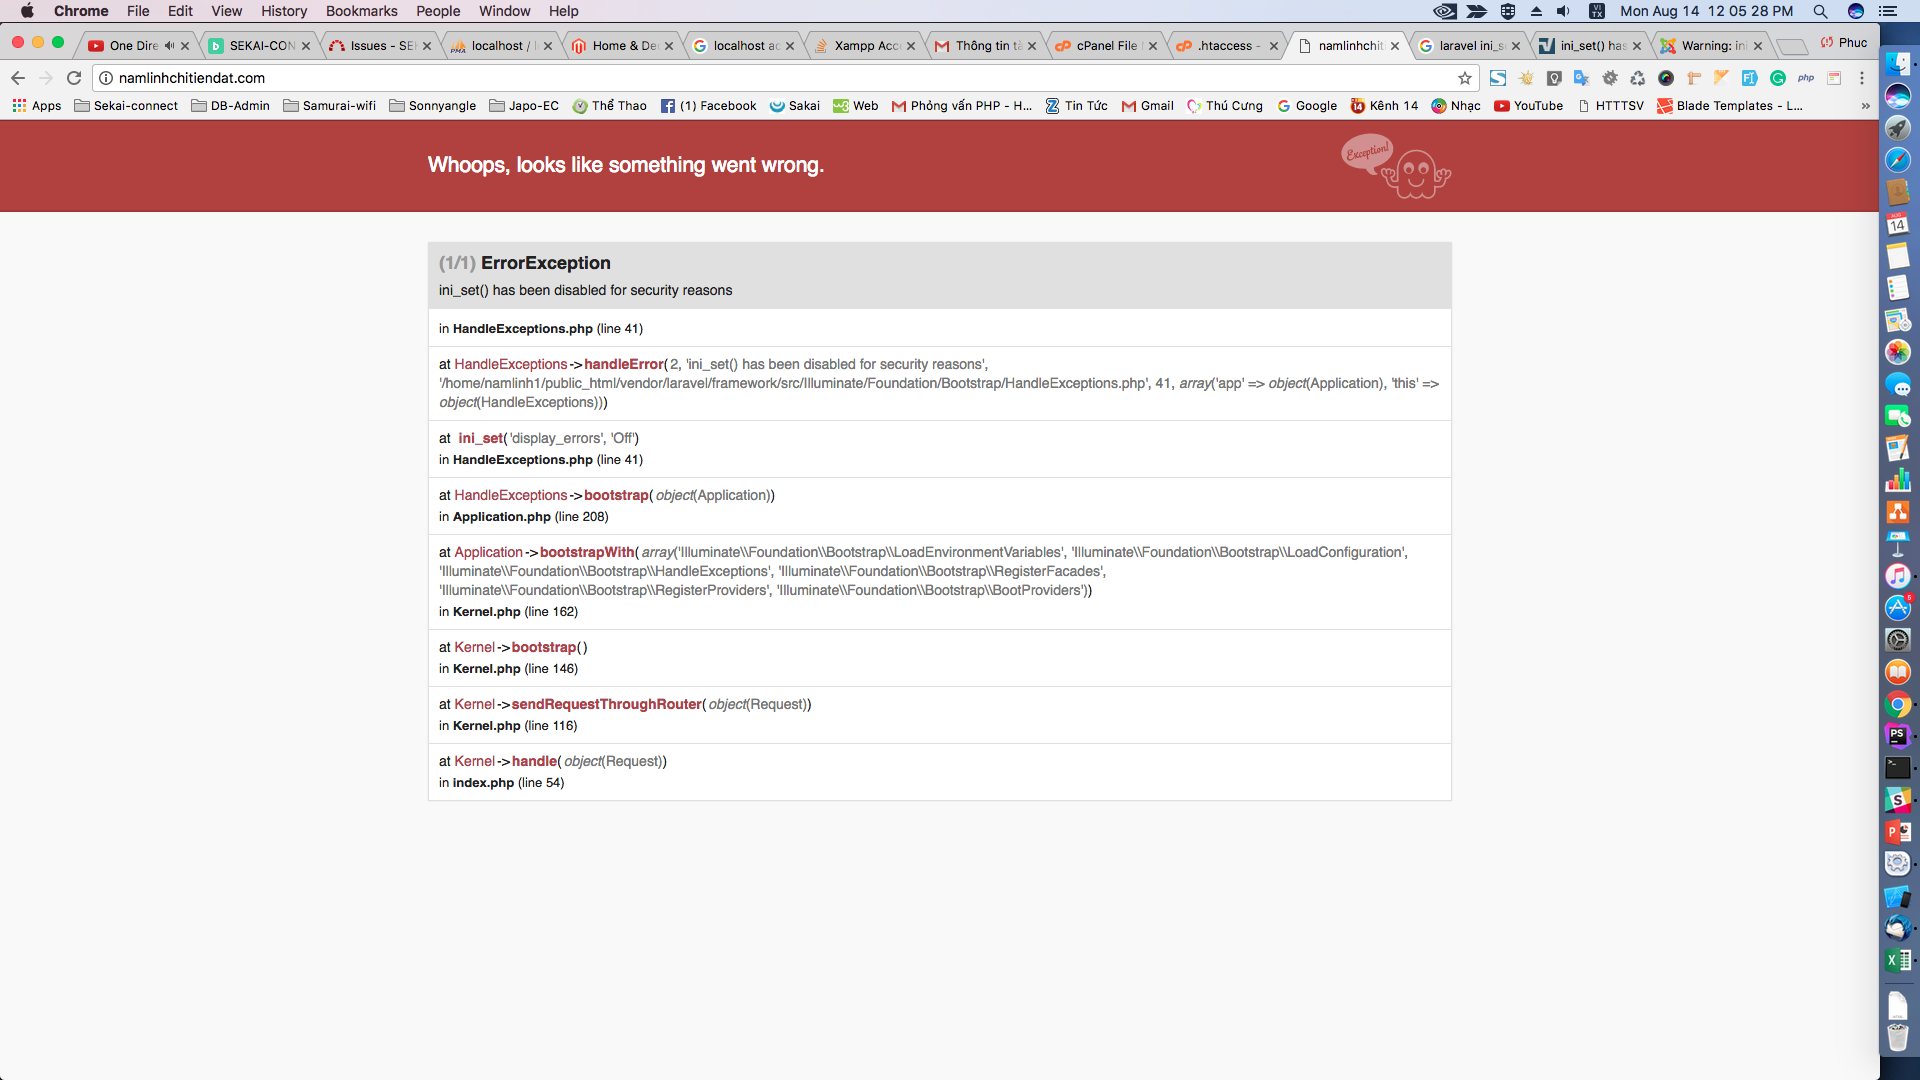 Chrome File Edit View History Bookmarks People Window Help
Mon Aug 14 12 05 28 PM
One Dire
SEKAI-CON
Issues - SE
localhost /
Home & De
localhost ac
Xampp Acc
Thông tin tà
cPanel File
.htaccess -
namlinhchiti
laravel ini_s
ini_set() has
Warning: ini
Phuc
namlinhchitiendat.com
Apps Sekai-connect DB-Admin Samurai-wifi Sonnyangle Japo-EC Thể Thao (1) Facebook Sakai Web Phỏng vấn PHP - H... Tin Tức Gmail Thú Cưng Google Kênh 14 Nhạc YouTube HTTTSV Blade Templates - L... »
Whoops, looks like something went wrong.
Exception!
(1/1) ErrorException
ini_set() has been disabled for security reasons
in HandleExceptions.php (line 41)
at HandleExceptions->handleError(2, 'ini_set() has been disabled for security reasons',
'/home/namlinh1/public_html/vendor/laravel/framework/src/Illuminate/Foundation/Bootstrap/HandleExceptions.php', 41, array('app' => object(Application), 'this' =>
object(HandleExceptions)))
at ini_set('display_errors', 'Off')
in HandleExceptions.php (line 41)
at HandleExceptions->bootstrap(object(Application))
in Application.php (line 208)
at Application->bootstrapWith(array('Illuminate\\Foundation\\Bootstrap\\LoadEnvironmentVariables', 'Illuminate\\Foundation\\Bootstrap\\LoadConfiguration',
'Illuminate\\Foundation\\Bootstrap\\HandleExceptions', 'Illuminate\\Foundation\\Bootstrap\\RegisterFacades',
'Illuminate\\Foundation\\Bootstrap\\RegisterProviders', 'Illuminate\\Foundation\\Bootstrap\\BootProviders'))
in Kernel.php (line 162)
at Kernel->bootstrap()
in Kernel.php (line 146)
at Kernel->sendRequestThroughRouter(object(Request))
in Kernel.php (line 116)
at Kernel->handle(object(Request))
in index.php (line 54)